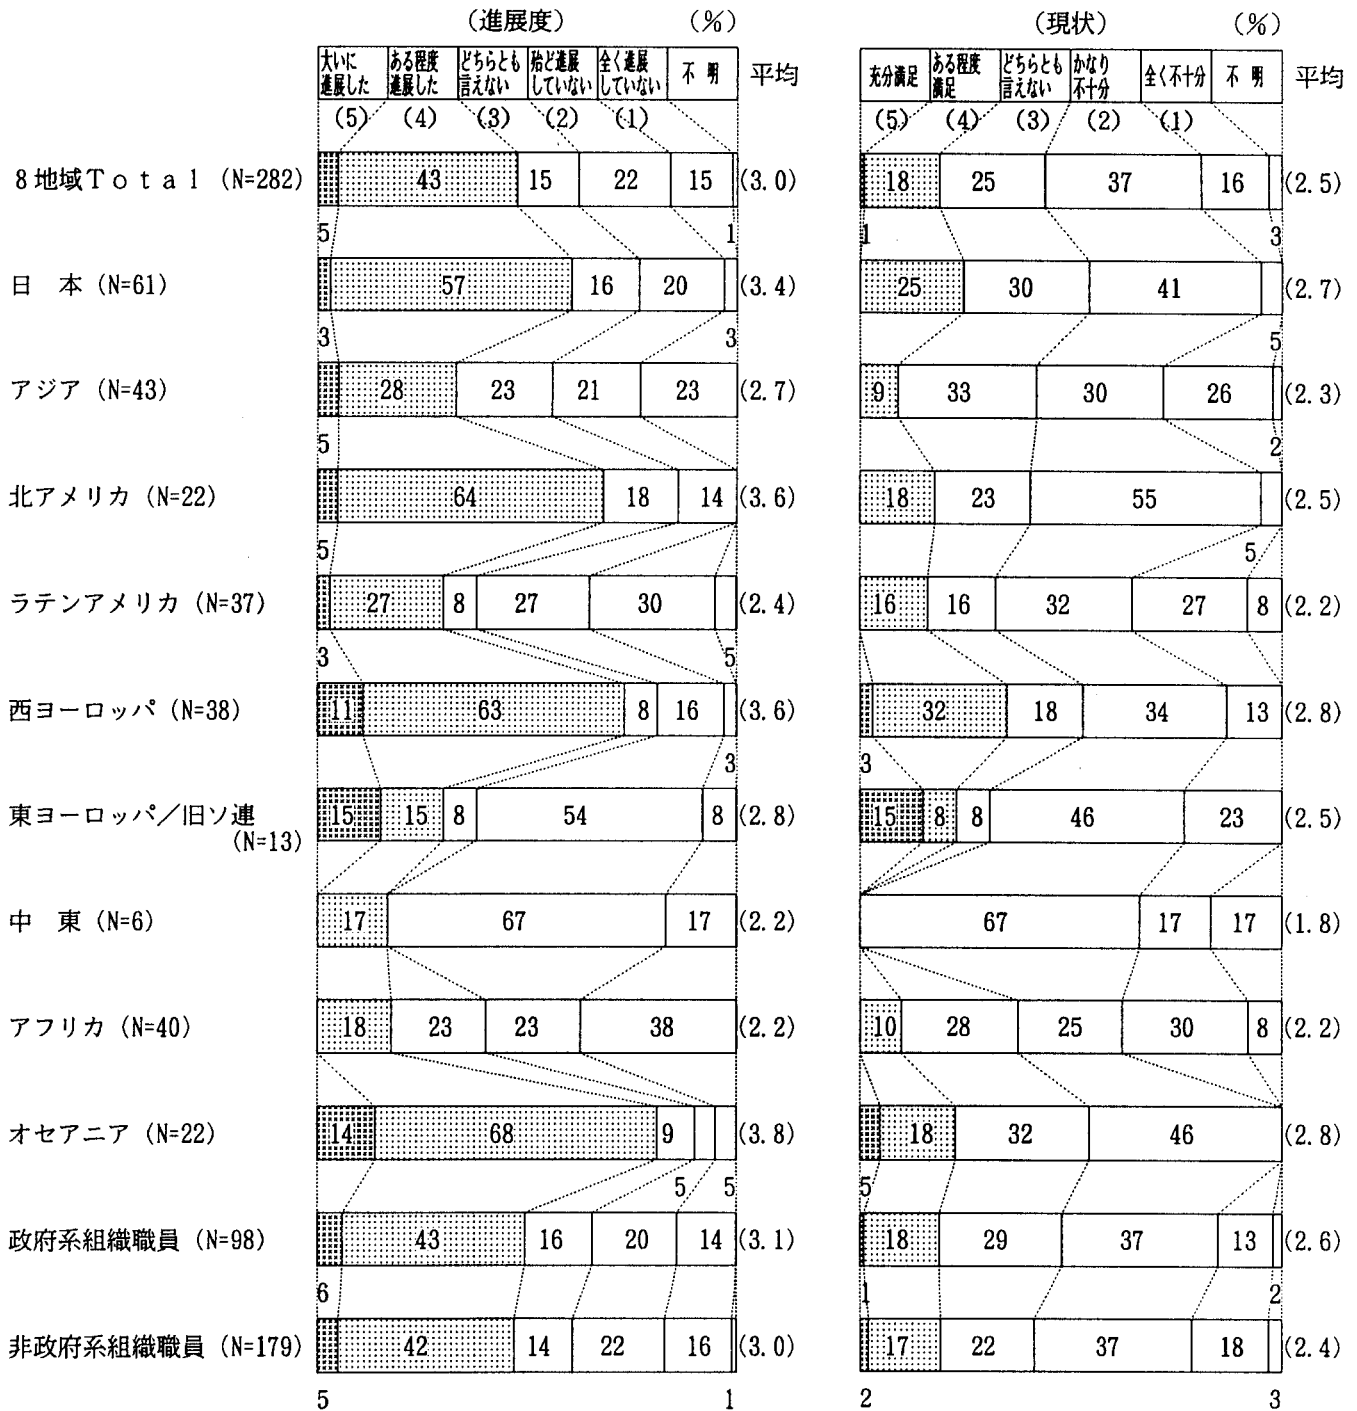 (進展度) (%) (現状) (%)
大いに進展した ある程度進展した どちらとも言えない 殆ど進展していない 全く進展していない 不明 平均 充分満足 ある程度満足 どちらとも言えない かなり不十分 全く不十分 不明 平均
(5) (4) (3) (2) (1) (5) (4) (3) (2) (1)
8地域Total (N=282) 43 15 22 15 (3.0) 18 25 37 16 (2.5)
5 1 1 3
日 本 (N=61) 57 16 20 (3.4) 25 30 41 (2.7)
3 3 5
アジア (N=43) 28 23 21 23 (2.7) 9 33 30 26 (2.3)
5 2
北アメリカ (N=22) 64 18 14 (3.6) 18 23 55 (2.5)
5 5
ラテンアメリカ (N=37) 27 8 27 30 (2.4) 16 16 32 27 8 (2.2)
3 5
西ヨーロッパ (N=38) 11 63 8 16 (3.6) 32 18 34 13 (2.8)
3 3
東ヨーロッパ/旧ソ連 15 15 8 54 8 (2.8) 15 8 8 46 23 (2.5)
(N=13)
中 東 (N=6) 17 67 17 (2.2) 67 17 17 (1.8)
アフリカ (N=40) 18 23 23 38 (2.2) 10 28 25 30 8 (2.2)
オセアニア (N=22) 14 68 9 (3.8) 18 32 46 (2.8)
5 5 5
政府系組織職員 (N=98) 43 16 20 14 (3.1) 18 29 37 13 (2.6)
6 1 2
非政府系組織職員 (N=179) 42 14 22 16 (3.0) 17 22 37 18 (2.4)
5 1 2 3